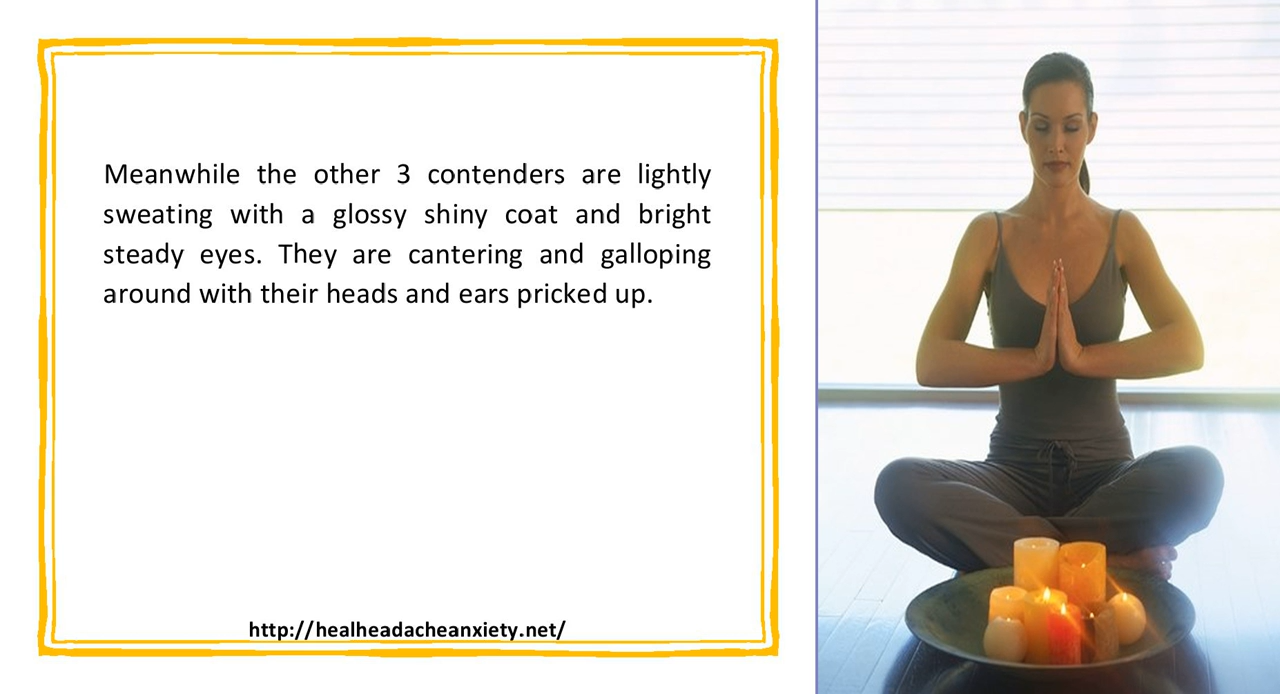 Meanwhile the other 3 contenders are lightly
sweating with a glossy shiny coat and bright
steady eyes. They are cantering and galloping
around with their heads and ears pricked up.
http://healheadacheanxiety.net/